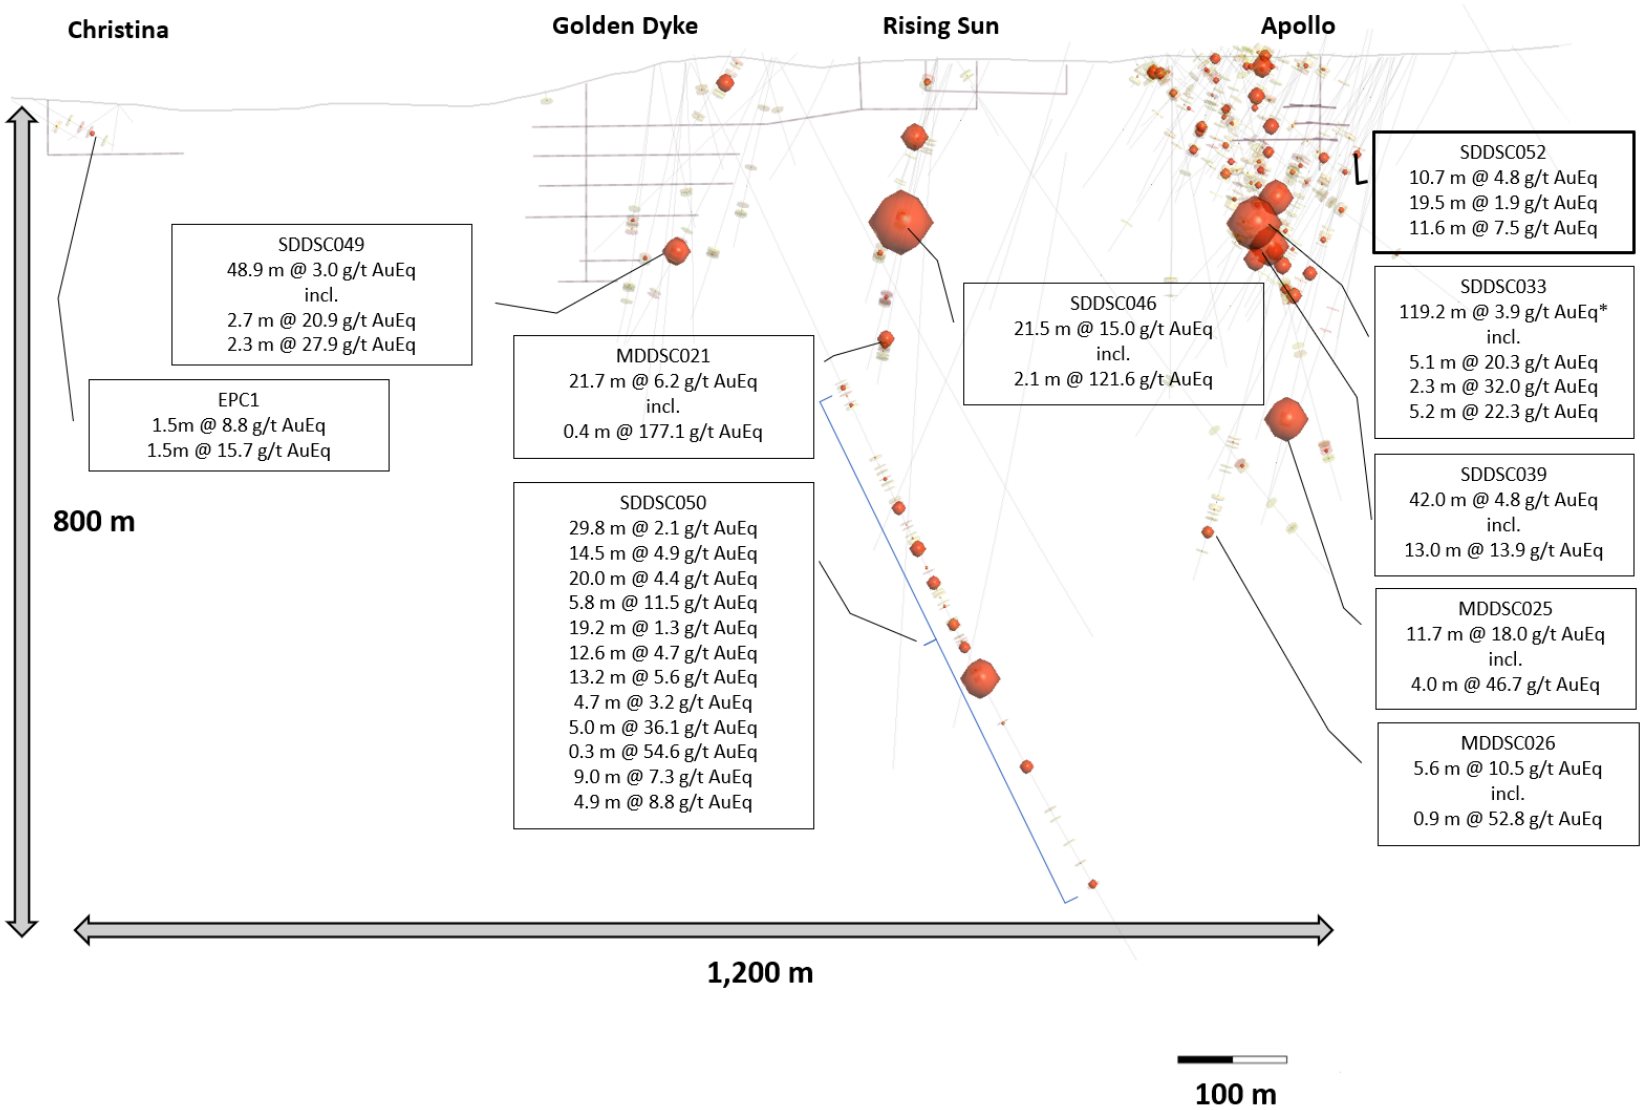 Christina
Golden Dyke
Rising Sun
Apollo
SDDSC052
10.7 m @ 4.8 g/t AuEq
19.5 m @ 1.9 g/t AuEq
11.6 m @ 7.5 g/t AuEq
SDDSC049
48.9 m @ 3.0 g/t AuEq
incl.
2.7 m @ 20.9 g/t AuEq
2.3 m @ 27.9 g/t AuEq
SDDSC033
119.2 m @ 3.9 g/t AuEq*
incl.
5.1 m @ 20.3 g/t AuEq
2.3 m @ 32.0 g/t AuEq
5.2 m @ 22.3 g/t AuEq
SDDSC046
21.5 m @ 15.0 g/t AuEq
incl.
2.1 m @ 121.6 g/t AuEq
MDDSC021
21.7 m @ 6.2 g/t AuEq
incl.
0.4 m @ 177.1 g/t AuEq
EPC1
1.5m @ 8.8 g/t AuEq
1.5m @ 15.7 g/t AuEq
SDDSC039
42.0 m @ 4.8 g/t AuEq
incl.
13.0 m @ 13.9 g/t AuEq
SDDSC050
29.8 m @ 2.1 g/t AuEq
14.5 m @ 4.9 g/t AuEq
20.0 m @ 4.4 g/t AuEq
5.8 m @ 11.5 g/t AuEq
19.2 m @ 1.3 g/t AuEq
12.6 m @ 4.7 g/t AuEq
13.2 m @ 5.6 g/t AuEq
4.7 m @ 3.2 g/t AuEq
5.0 m @ 36.1 g/t AuEq
0.3 m @ 54.6 g/t AuEq
9.0 m @ 7.3 g/t AuEq
4.9 m @ 8.8 g/t AuEq
800 m
MDDSC025
11.7 m @ 18.0 g/t AuEq
incl.
4.0 m @ 46.7 g/t AuEq
MDDSC026
5.6 m @ 10.5 g/t AuEq
incl.
0.9 m @ 52.8 g/t AuEq
1,200 m
100 m